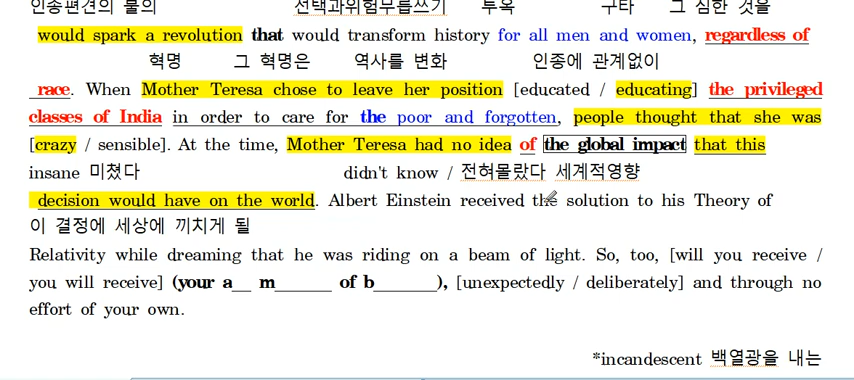 인종편견의 불의 선택과위험무릅쓰기 투옥 구타 그 심한 것을
would spark a revolution that would transform history for all men and women, regardless of
혁명 그 혁명은 역사를 변화 인종에 관계없이
race. When Mother Teresa chose to leave her position [educated / educating] the privileged
classes of India in order to care for the poor and forgotten, people thought that she was
[crazy / sensible]. At the time, Mother Teresa had no idea of the global impact that this
insane 미쳤다 didn't know / 전혀몰랐다 세계적영향
decision would have on the world. Albert Einstein received the solution to his Theory of
이 결정에 세상에 끼치게 될
Relativity while dreaming that he was riding on a beam of light. So, too, [will you receive /
you will receive] (your a__ m______ of b_______), [unexpectedly / deliberately] and through no
effort of your own.
*incandescent 백열광을 내는